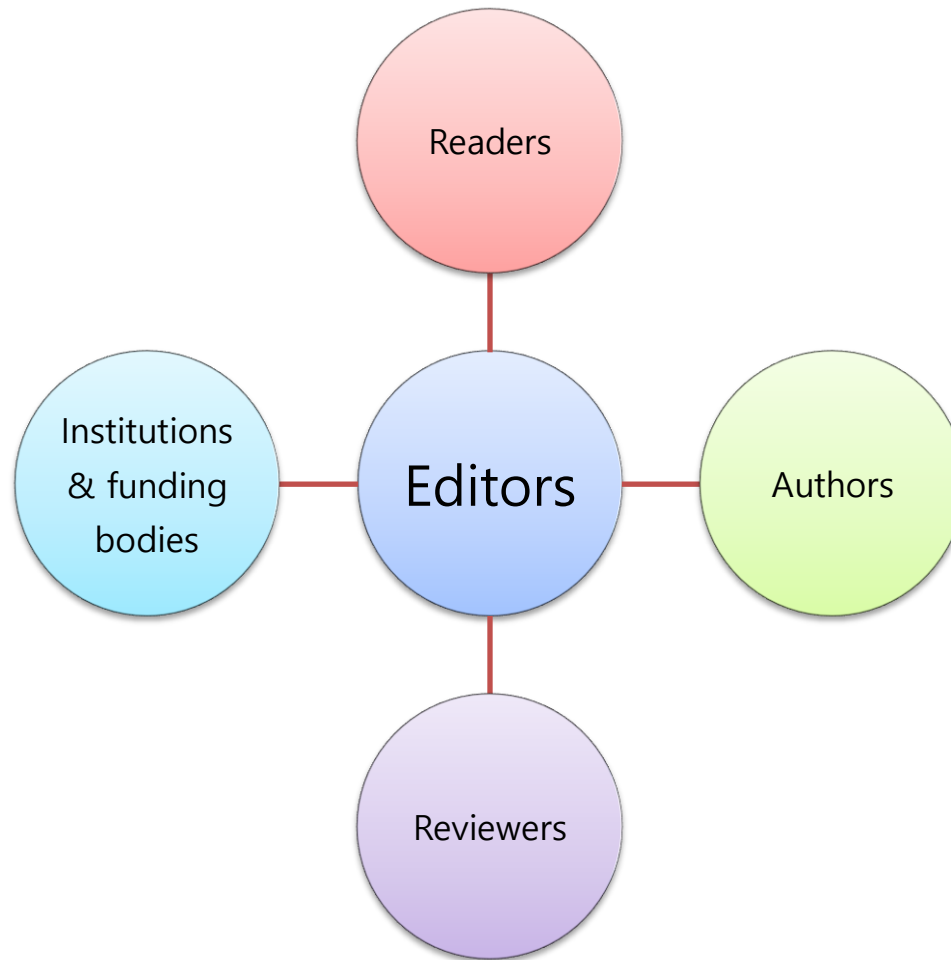 Readers
Institutions
& funding
bodies
Editors
Authors
Reviewers